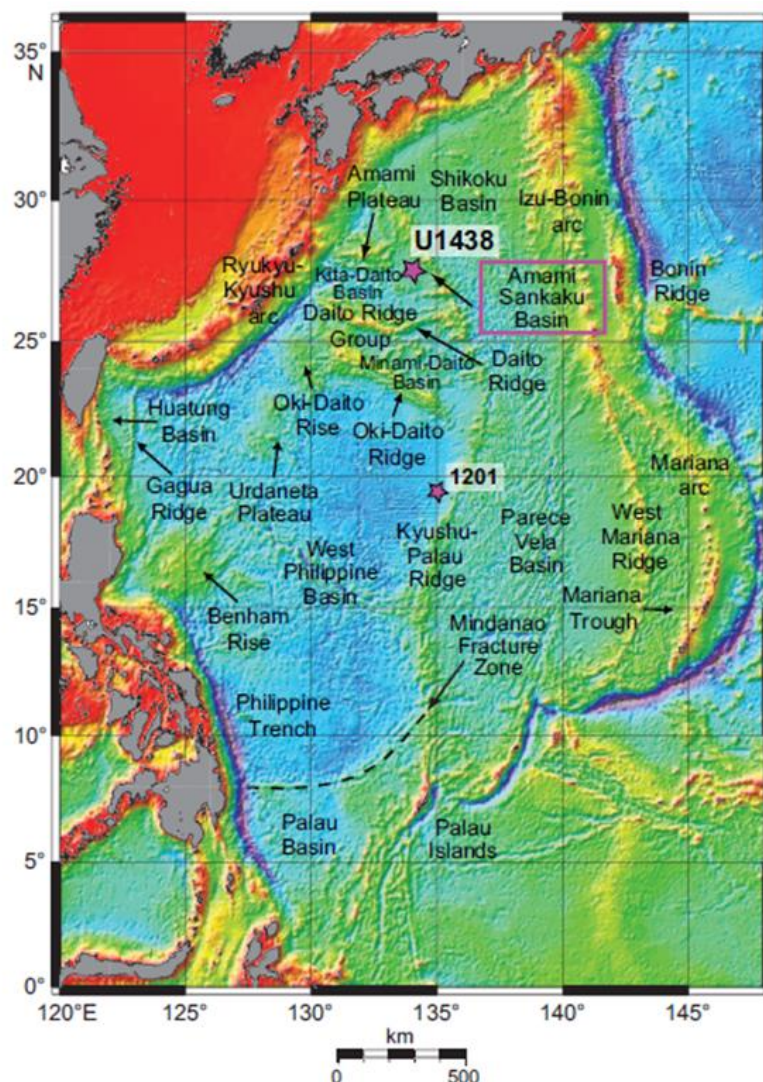 35°
N
30°
25°
20°
15°
10°
5°
0°
120°E
125°
130°
135°
140°
145°
km
0
500
Amami
Plateau
Shikoku
Basin
Izu-Bonin
arc
U1438
Ryukyu-
Kyushu
arc
Kita-Daito
Basin
Amami
Sankaku
Basin
Bonin
Ridge
Daito Ridge
Group
Minami-Daito
Basin
Daito
Ridge
Huatung
Basin
Oki-Daito
Rise
Oki-Daito
Ridge
Gagua
Ridge
Urdaneta
Plateau
1201
Mariana
arc
West
Philippine
Basin
Kyushu-
Palau
Ridge
Parece
Vela
Basin
West
Mariana
Ridge
Benham
Rise
Mariana
Trough
Mindanao
Fracture
Zone
Philippine
Trench
Palau
Basin
Palau
Islands